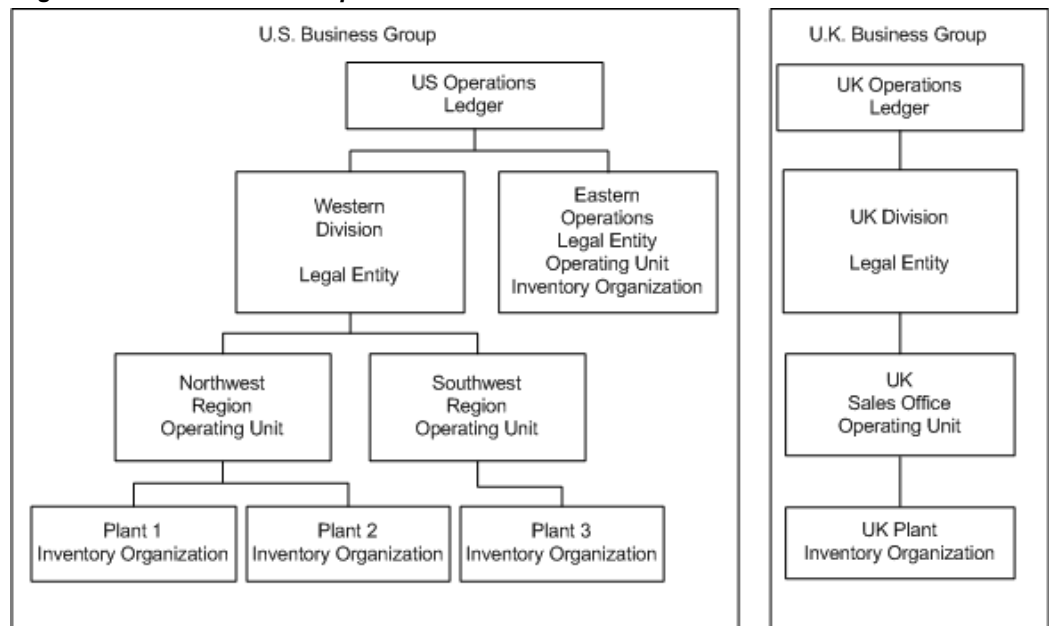 U.S. Business Group
US Operations
Ledger
Western
Division
Legal Entity
Eastern
Operations
Legal Entity
Operating Unit
Inventory Organization
Northwest
Region
Operating Unit
Southwest
Region
Operating Unit
Plant 1
Inventory Organization
Plant 2
Inventory Organization
Plant 3
Inventory Organization
U.K. Business Group
UK Operations
Ledger
UK Division
Legal Entity
UK
Sales Office
Operating Unit
UK Plant
Inventory Organization